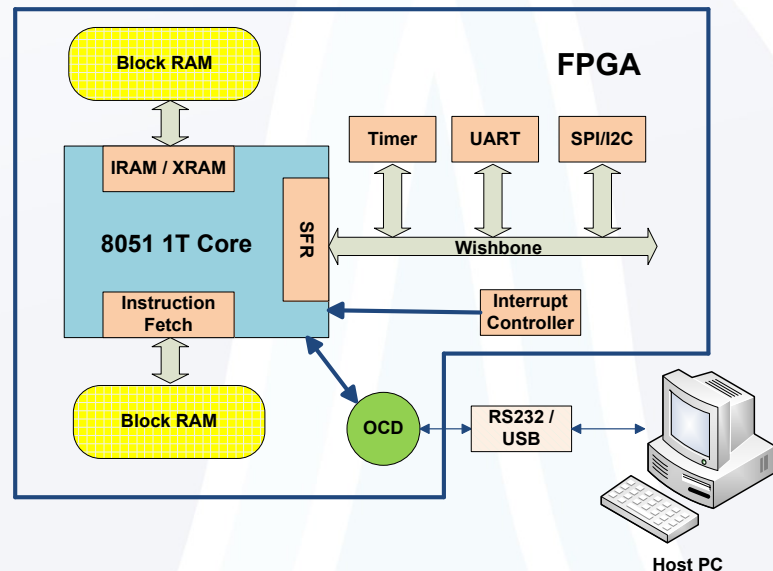 Block RAM
FPGA
Timer
UART
SPI/I2C
IRAM / XRAM
8051 1T Core
SFR
Wishbone
Instruction
Fetch
Interrupt
Controller
Block RAM
OCD
RS232 /
USB
Host PC